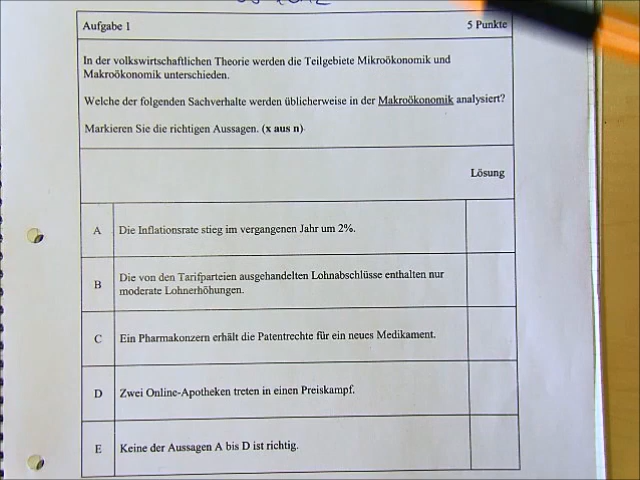 Aufgabe 1 5 Punkte
In der volkswirtschaftlichen Theorie werden die Teilgebiete Mikroökonomik und
Makroökonomik unterschieden.
Welche der folgenden Sachverhalte werden üblicherweise in der Makroökonomik analysiert?
Markieren Sie die richtigen Aussagen. (x aus n)
Lösung
A Die Inflationsrate stieg im vergangenen Jahr um 2%.
B Die von den Tarifparteien ausgehandelten Lohnabschlüsse enthalten nur
moderate Lohnerhöhungen.
C Ein Pharmakonzern erhält die Patentrechte für ein neues Medikament.
D Zwei Online-Apotheken treten in einen Preiskampf.
E Keine der Aussagen A bis D ist richtig.